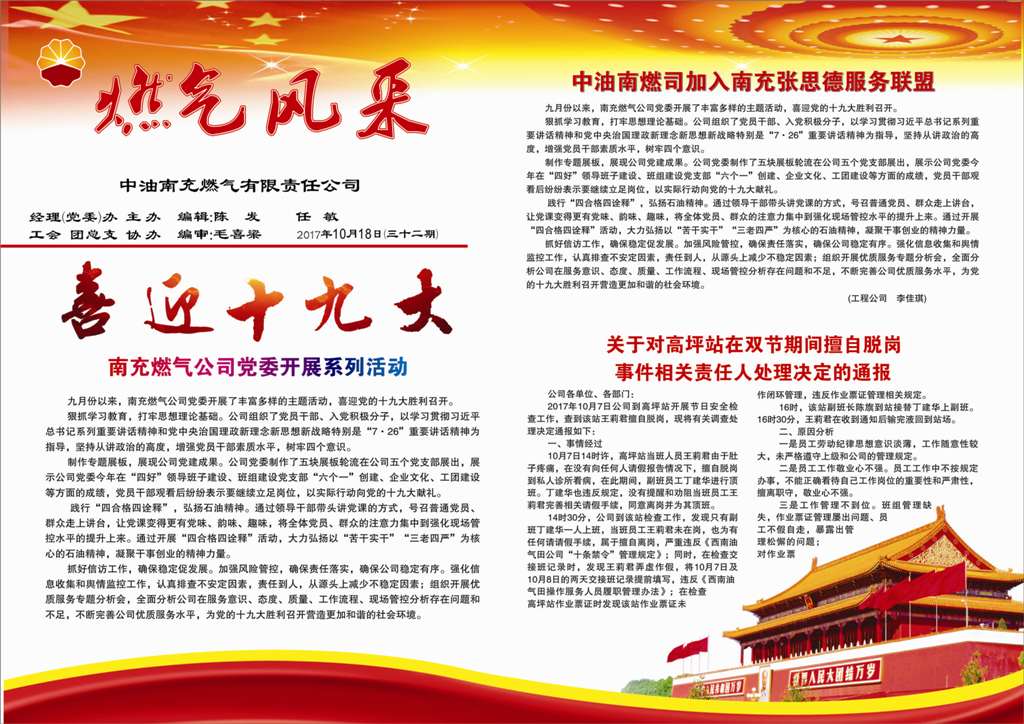 燃气风采
中油南充燃气有限责任公司
经理(党委)办 主办 编辑:陈 发 任 敏
工会 团总支 协办 编审:毛喜梁 2017年10月18日(三十二期)
喜迎十九大
南充燃气公司党委开展系列活动
九月份以来，南充燃气公司党委开展了丰富多样的主题活动，喜迎党的十九大胜利召开。
狠抓学习教育，打牢思想理论基础。公司组织了党员干部、入党积极分子，以学习贯彻习近平
总书记系列重要讲话精神和党中央治国理政新理念新思想新战略特别是“7·26”重要讲话精神为
指导，坚持从讲政治的高度，增强党员干部素质水平，树牢四个意识。
制作专题展板，展现公司党建成果。公司党委制作了五块展板轮流在公司五个党支部展出，展
示公司党委今年在“四好”领导班子建设、班组建设党支部“六个一”创建、企业文化、工团建设
等方面的成绩，党员干部观看后纷纷表示要继续立足岗位，以实际行动向党的十九大献礼。
践行“四合格四诠释”，弘扬石油精神。通过领导干部带头讲党课的方式，号召普通党员、
群众走上讲台，让党课变得更有党味、韵味、趣味，将全体党员、群众的注意力集中到强化现场管
控水平的提升上来。通过开展“四合格四诠释”活动，大力弘扬以“苦干实干”“三老四严”为核
心的石油精神，凝聚干事创业的精神力量。
抓好信访工作，确保稳定促发展。加强风险管控，确保责任落实，确保公司稳定有序。强化信
息收集和舆情监控工作，认真排查不安定因素，责任到人，从源头上减少不稳定因素；组织开展优
质服务专题分析会，全面分析公司在服务意识、态度、质量、工作流程、现场管控分析存在问题和
不足，不断完善公司优质服务水平，为党的十九大胜利召开营造更加和谐的社会环境。
中油南燃司加入南充张思德服务联盟
九月份以来，南充燃气公司党委开展了丰富多样的主题活动，喜迎党的十九大胜利召开。
狠抓学习教育，打牢思想理论基础。公司组织了党员干部、入党积极分子，以学习贯彻习近平总书记系列重
要讲话精神和党中央治国理政新理念新思想新战略特别是“7·26”重要讲话精神为指导，坚持从讲政治的高
度，增强党员干部素质水平，树牢四个意识。
制作专题展板，展现公司党建成果。公司党委制作了五块展板轮流在公司五个党支部展出，展示公司党委今
年在“四好”领导班子建设、班组建设党支部“六个一”创建、企业文化、工团建设等方面的成绩，党员干部观
看后纷纷表示要继续立足岗位，以实际行动向党的十九大献礼。
践行“四合格四诠释”，弘扬石油精神。通过领导干部带头讲党课的方式，号召普通党员、群众走上讲台，
让党课变得更有党味、韵味、趣味，将全体党员、群众的注意力集中到强化现场管控水平的提升上来。通过开展
“四合格四诠释”活动，大力弘扬以“苦干实干”“三老四严”为核心的石油精神，凝聚干事创业的精神力量。
抓好信访工作，确保稳定促发展。加强风险管控，确保责任落实，确保公司稳定有序。强化信息收集和舆情
监控工作，认真排查不安定因素，责任到人，从源头上减少不稳定因素；组织开展优质服务专题分析会，全面分
析公司在服务意识、态度、质量、工作流程、现场管控分析存在问题和不足，不断完善公司优质服务水平，为党
的十九大胜利召开营造更加和谐的社会环境。
(工程公司 李佳琪)
关于对高坪站在双节期间擅自脱岗
事件相关责任人处理决定的通报
公司各单位、各部门：
2017年10月7日公司到高坪站开展节日安全检
查工作，查到该站王莉君擅自脱岗，现将有关调查处
理决定通报如下：
一、事情经过
10月7日14时许，高坪站当班人员王莉君由于肚
子疼痛，在没有向任何人请假报告情况下，擅自脱岗
到私人诊所看病，在此期间，副班员工丁建华进行顶
班。丁建华也违反规定，没有提醒和劝阻当班员工王
莉君完善相关请假手续，同意离岗并为其顶班。
14时30分，公司到该站检查工作，发现只有副
班丁建华一人上班，当班员工王莉君未在岗，也为有
任何请请假手续，属于擅自离岗，严重违反《西南油
气田公司“十条禁令”管理规定》；同时，在检查交
接班记录时，发现王莉君弄虚作假，将10月7日及
10月8日的两天交接班记录提前填写，违反《西南油
气田操作服务人员履职管理办法》；在检查
高坪站作业票证时发现该站作业票证未
作闭环管理，违反作业票证管理相关规定。
16时，该站副班长陈旗到站接替丁建华上副班。
16时30分，王莉君在收到通知后输完液回到站场。
二、原因分析
一是员工劳动纪律思想意识淡薄，工作随意性较
大，未严格遵守上级和公司的管理规定。
二是员工工作敬业心不强。员工工作中不按规定
办事，不能正确看待自己工作岗位的重要性和严肃性，
擅离职守，敬业心不强。
三是工作管理不到位。班组管理缺
失，作业票证管理屡出问题、员
工不假自走，暴露出管
理松懈的问题；
对作业票
世界人民大团结万岁